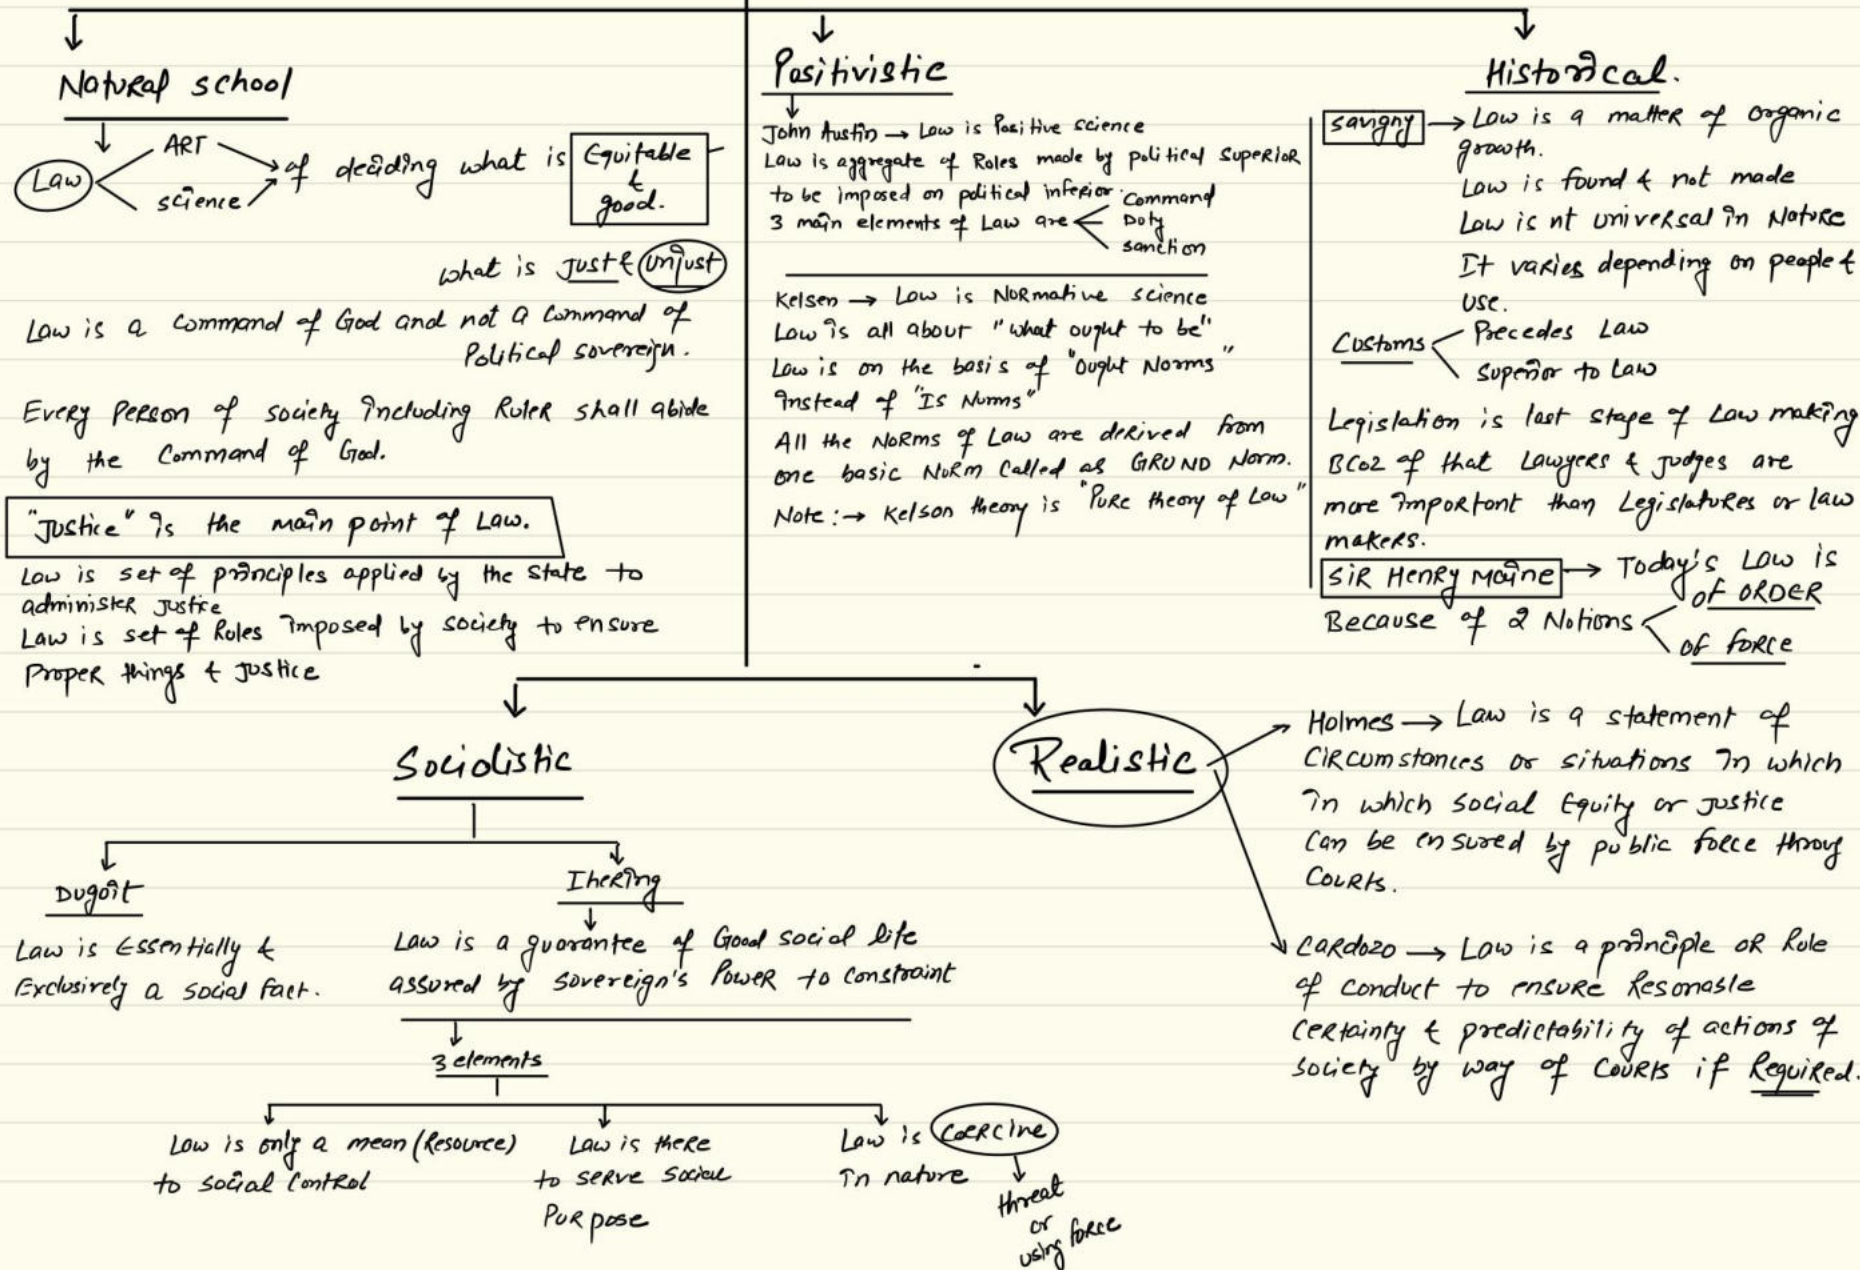 Natural school
Law
ART
science
of deciding what is
Equitable
&
good.
what is Just & unjust
Law is a command of God and not a command of
Political sovereign.
Every Person of society including Ruler shall abide
by the Command of God.
"Justice" is the main point of Law.
Law is set of principles applied by the state to
administer Justice
Law is set of Rules imposed by society to ensure
Proper things & Justice
Positivistic
John Austin → Law is Positive science
Law is aggregate of Roles made by political superior
to be imposed on political inferior.
3 main elements of Law are
Command
Duty
sanction
Kelsen → Law is Normative science
Law is all about "what ought to be"
Law is on the basis of "Ought Norms"
instead of "Is Norms"
All the Norms of Law are derived from
one basic Norm Called as GRUND Norm.
Note :→ Kelson theory is "Pure theory of Law"
Historical.
Savigny → Law is a matter of organic
growth.
Law is found & not made
Law is nt universal in Nature
It varies depending on people &
use.
Customs
Precedes Law
Superior to Law
Legislation is last stage of Law making
BCoz of that Lawyers & Judges are
more important than Legislatures or law
makers.
SIR HENRY Maine → Today's Law is
Because of 2 Notions
of ORDER
of force
Sociolistic
Dugoit
Law is Essentially &
Exclusively a social fact.
Ihering
Law is a guarantee of Good social life
assured by sovereign's Power to constraint
3 elements
Law is only a mean (Resource)
to social Control
Law is there
to serve social
Purpose
Law is Coercine
in nature
threat
or
using force
Realistic
Holmes → Law is a statement of
Circumstances or situations in which
in which social Equity or justice
Can be ensured by public force throug
Courts.
Cardozo → Law is a principle or Rule
of conduct to ensure Resonable
Certainty & predictability of actions of
society by way of Courts if Required.